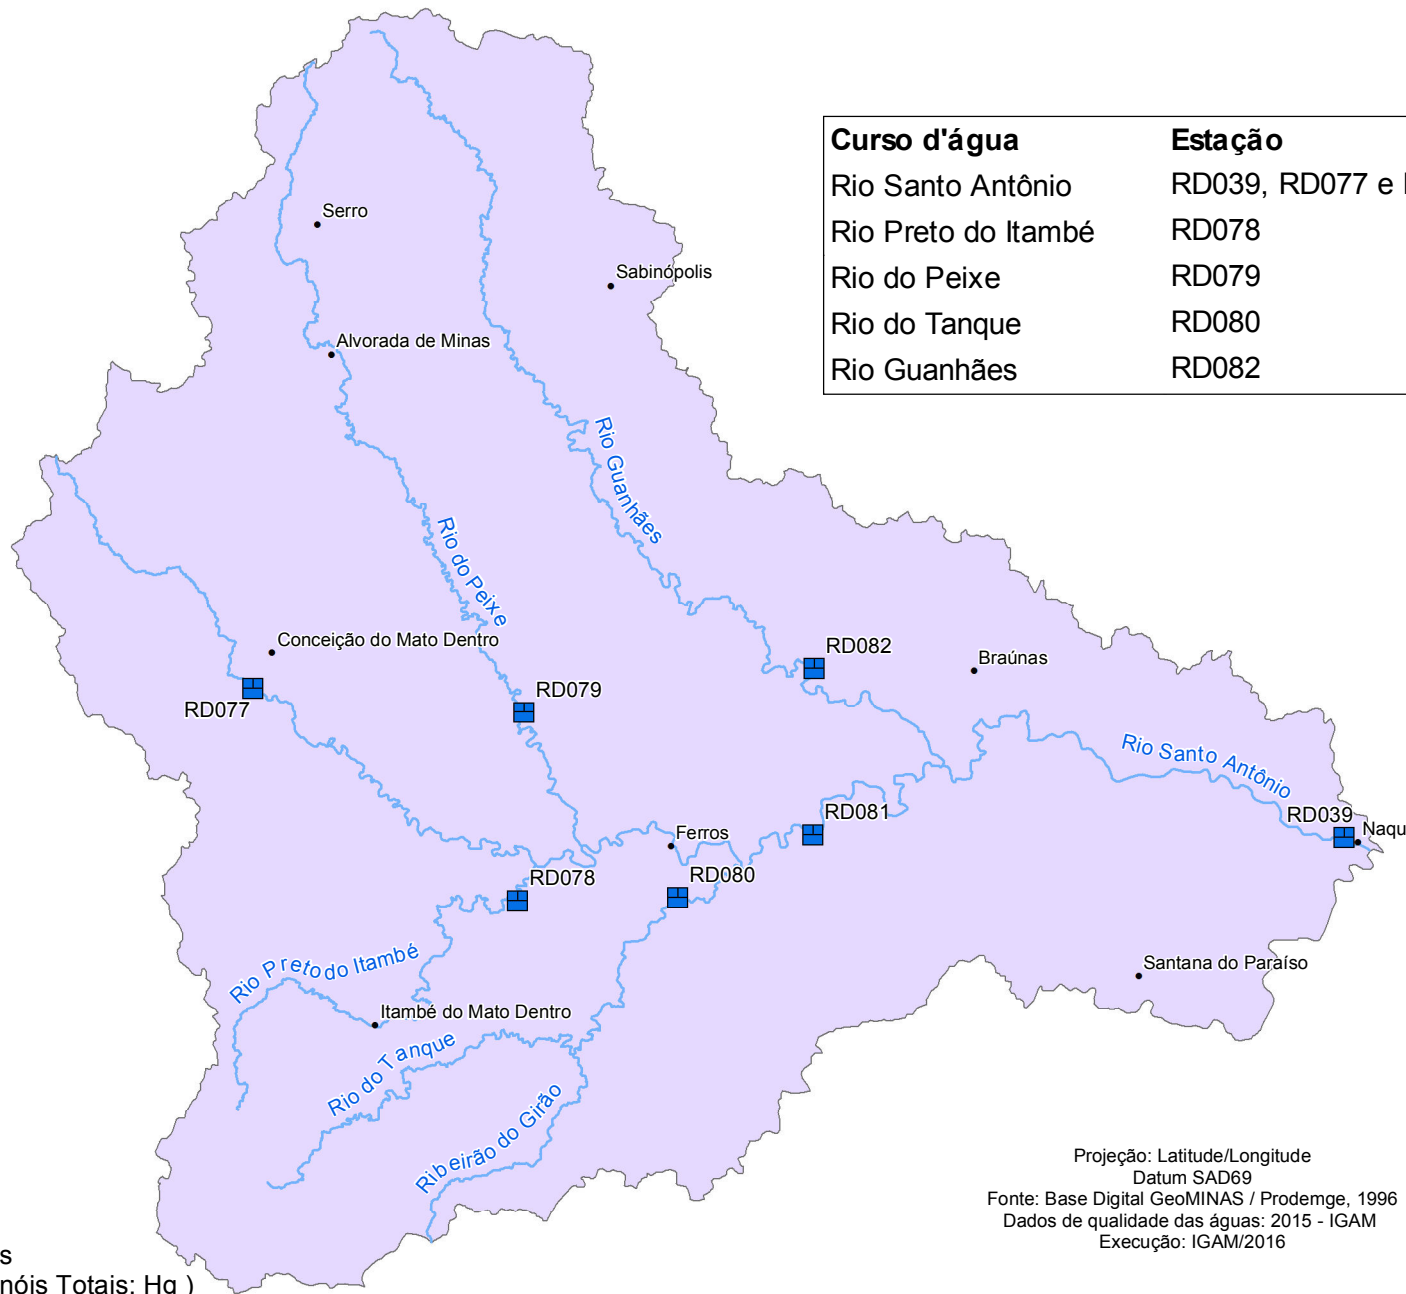 Curso d'água Estação
Rio Santo Antônio RD039, RD077 e
Rio Preto do Itambé RD078
Rio do Peixe RD079
Rio do Tanque RD080
Rio Guanhães RD082
Serro
Sabinópolis
Alvorada de Minas
Rio Guanhães
Rio do Peixe
Conceição do Mato Dentro
RD082
Braúnas
RD079
RD077
Rio Santo Antônio
RD081
RD039
Ferros
Naqu
RD078
RD080
Rio Preto do Itambé
Santana do Paraíso
Itambé do Mato Dentro
Rio do Tanque
Ribeirão do Girão
Projeção: Latitude/Longitude
Datum SAD69
Fonte: Base Digital GeoMINAS / Prodemge, 1996
Dados de qualidade das águas: 2015 - IGAM
Execução: IGAM/2016
s
nóis Totais; Hg )